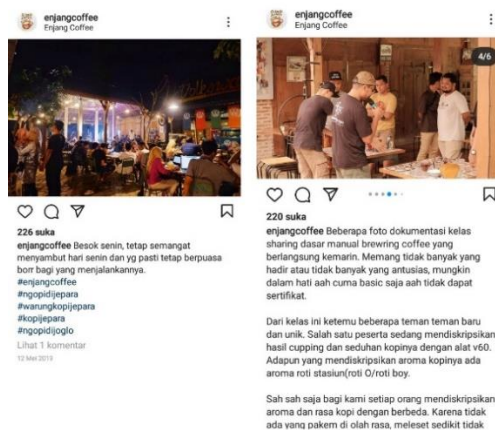 enjangcoffee
Enjang Coffee
226 suka
enjangcoffee Besok senin, tetap semangat
menyambut hari senin dan yg pasti tetap berpuasa
borr bagi yang menjalankannya.
#enjangcoffee
#ngopidijepara
#warungkopijepara
#kopijepara
#ngopidijoglo
Lihat 1 komentar
enjangcoffee
Enjang Coffee
4/6
220 suka
enjangcoffee Beberapa foto dokumentasi kelas
sharing dasar manual brewring coffee yang
berlangsung kemarin. Memang tidak banyak yang
hadir atau tidak banyak yang antusias, mungkin
dalam hati aah cuma basic saja aah tidak dapat
sertifikat.
Dari kelas ini ketemu beberapa teman teman baru
dan unik. Salah satu peserta sedang mendiskripsikan
hasil cupping dan seduhan kopinya dengan alat v60.
Adapun yang mendiskripsikan aroma kopinya ada
aroma roti stasiun(roti O/roti boy.
Sah sah saja bagi kami setiap orang mendiskripsikan
aroma dan rasa kopi dengan berbeda. Karena tidak
ada yang pakem di olah rasa, meleset sedikit tidak